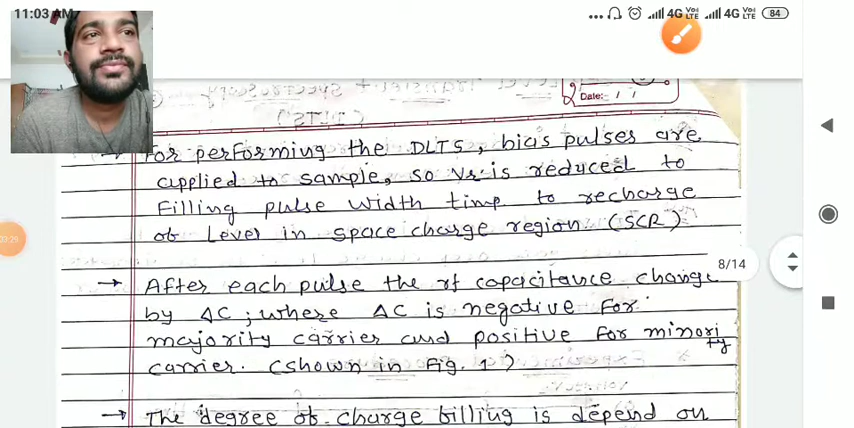 11:03 AM
4G
4G
84
Date:
For performing the DLTS, bias pulses are
applied to sample, so Vr is reduced to
Filling pulse width time to recharge
of Level in space charge region (SCR)
8/14
→ After each pulse the rf capacitance change
by ΔC; where ΔC is negative for
majority carrier and positive for minority
carrier. (shown in Fig. 1)
→ The degree of charge filling is depend on